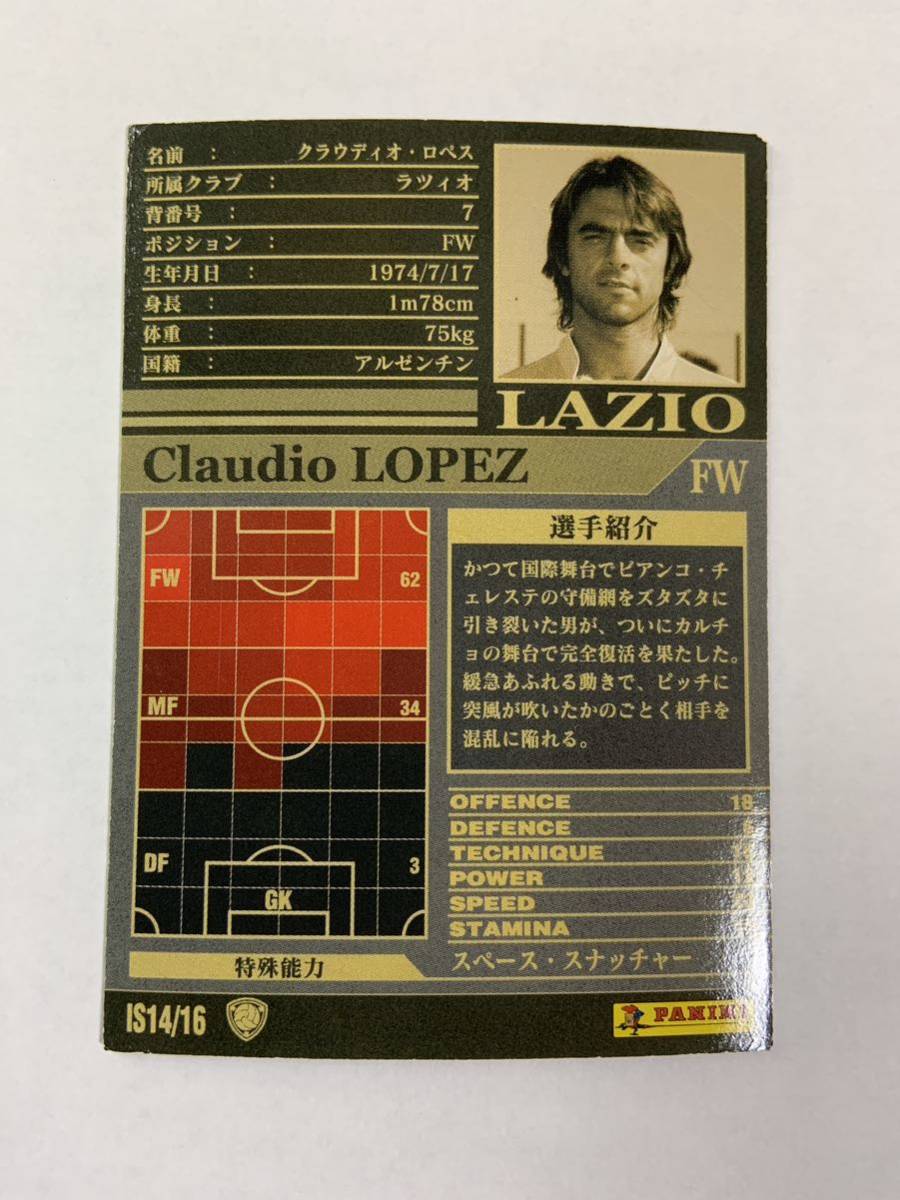 名前 : クラウディオ・ロペス
所属クラブ : ラツィオ
背番号 : 7
ポジション : FW
生年月日 : 1974/7/17
身長 : 1m78cm
体重 : 75kg
国籍 : アルゼンチン
LAZIO
Claudio LOPEZ
FW
FW 62
MF 34
DF 3
GK
選手紹介
かつて国際舞台でビアンコ・チ
ェレステの守備網をズタズタに
引き裂いた男が、ついにカルチ
ョの舞台で完全復活を果たした。
緩急あふれる動きで、ピッチに
突風が吹いたかのごとく相手を
混乱に陥れる。
OFFENCE 18
DEFENCE
TECHNIQUE
POWER
SPEED
STAMINA
特殊能力
スペース・スナッチャー
IS14/16
PANINI